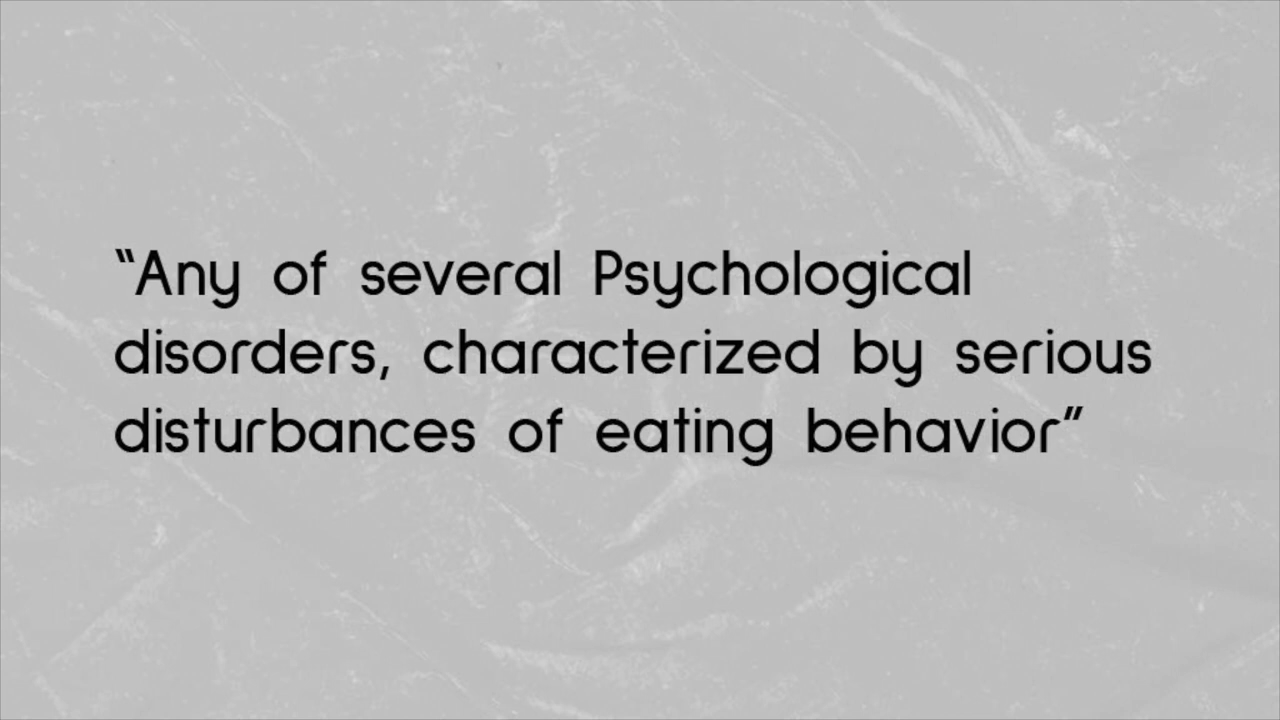 “Any of several Psychological
disorders, characterized by serious
disturbances of eating behavior”